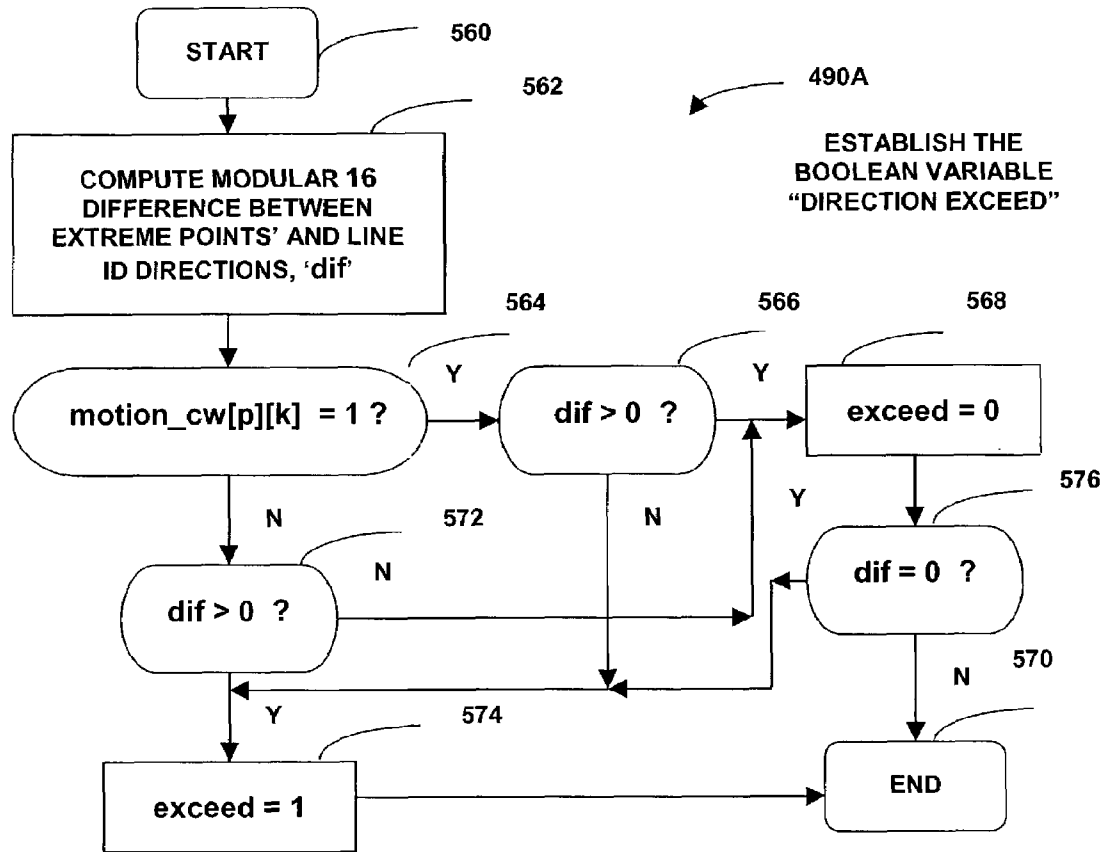 START
560
562
490A
COMPUTE MODULAR 16
DIFFERENCE BETWEEN
EXTREME POINTS' AND LINE
ID DIRECTIONS, 'dif'
ESTABLISH THE
BOOLEAN VARIABLE
“DIRECTION EXCEED”
564
566
568
motion_cw[p][k] = 1 ?
Y
dif > 0 ?
Y
exceed = 0
N
572
N
Y
576
dif > 0 ?
N
dif = 0 ?
Y
574
N
570
exceed = 1
END